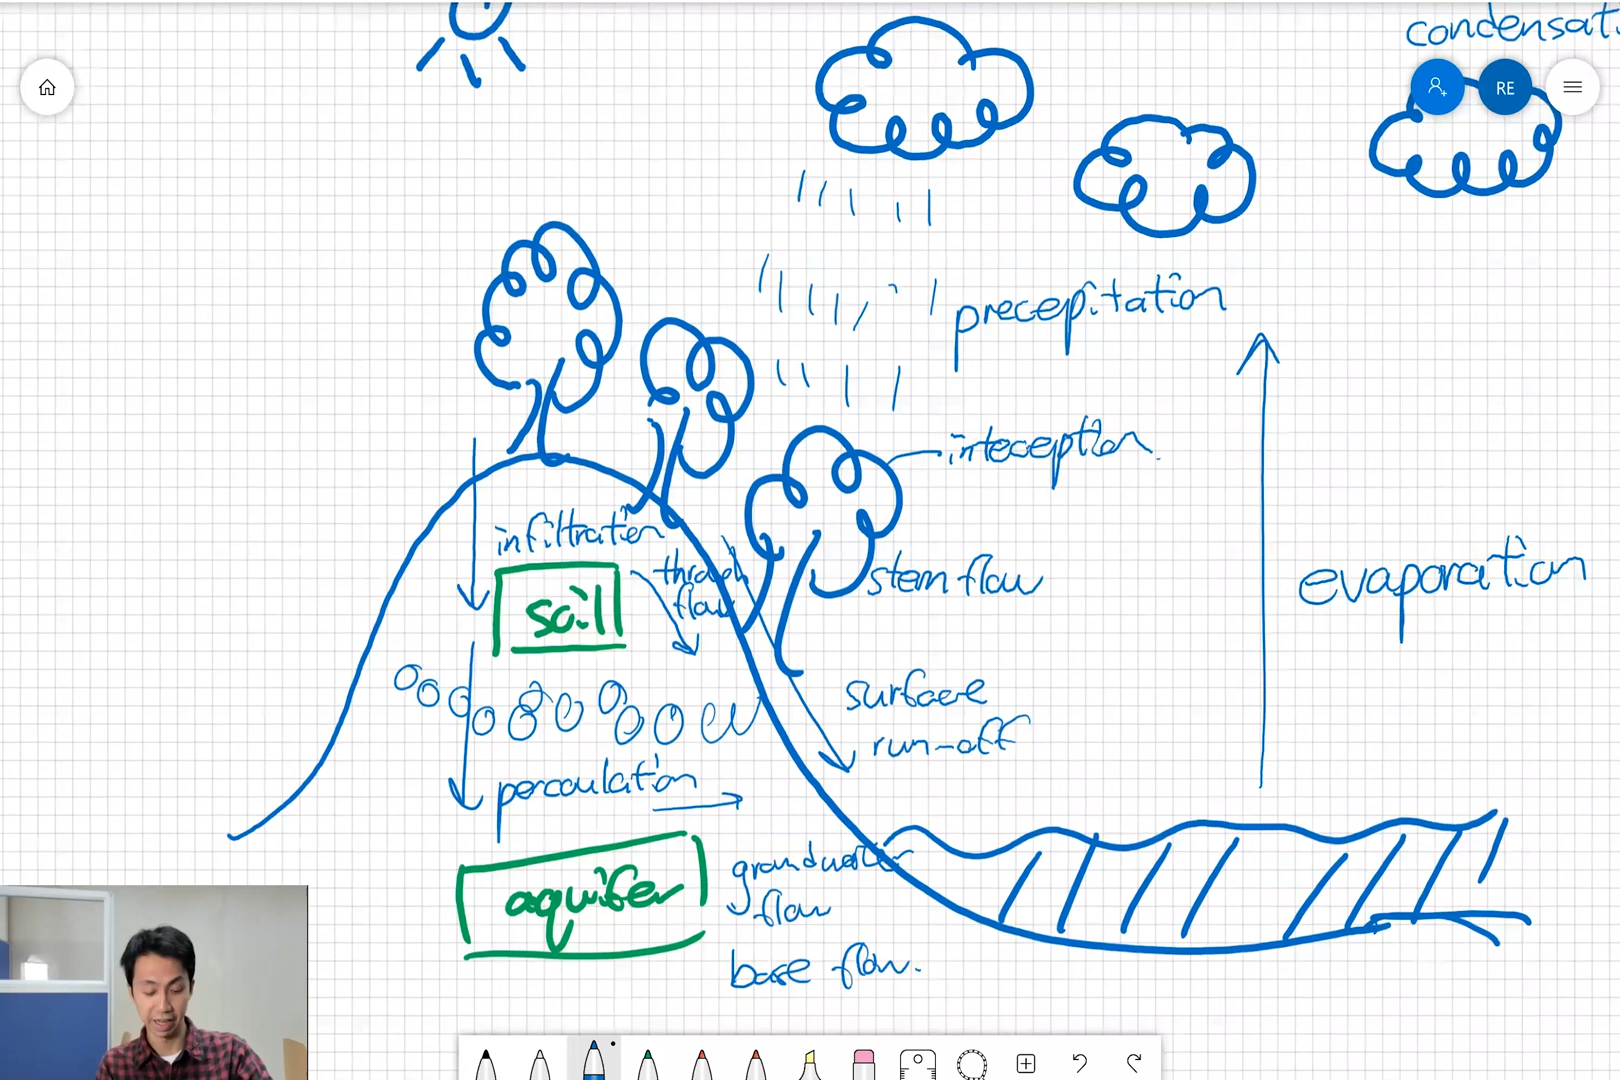 condensat
RE
precepitation
inteception.
infiltration
through
flow
stem flow
evaporation
soil
surface
run-off
percoulation
aquifer
groundwater
flow
base flow.